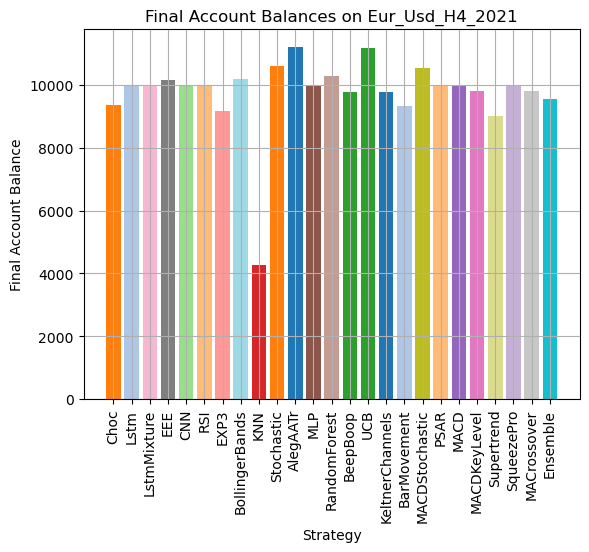 Final Account Balances on Eur_Usd_H4_2021
Final Account Balance
10000
8000
6000
4000
2000
0
Choc
Lstm
LstmMixture
EEE
CNN
RSI
EXP3
BollingerBands
KNN
Stochastic
AlegAATr
MLP
RandomForest
BeepBoop
UCB
KeltnerChannels
BarMovement
MACDStochastic
PSAR
MACD
MACDKeyLevel
Supertrend
SqueezePro
MACrossover
Ensemble
Strategy